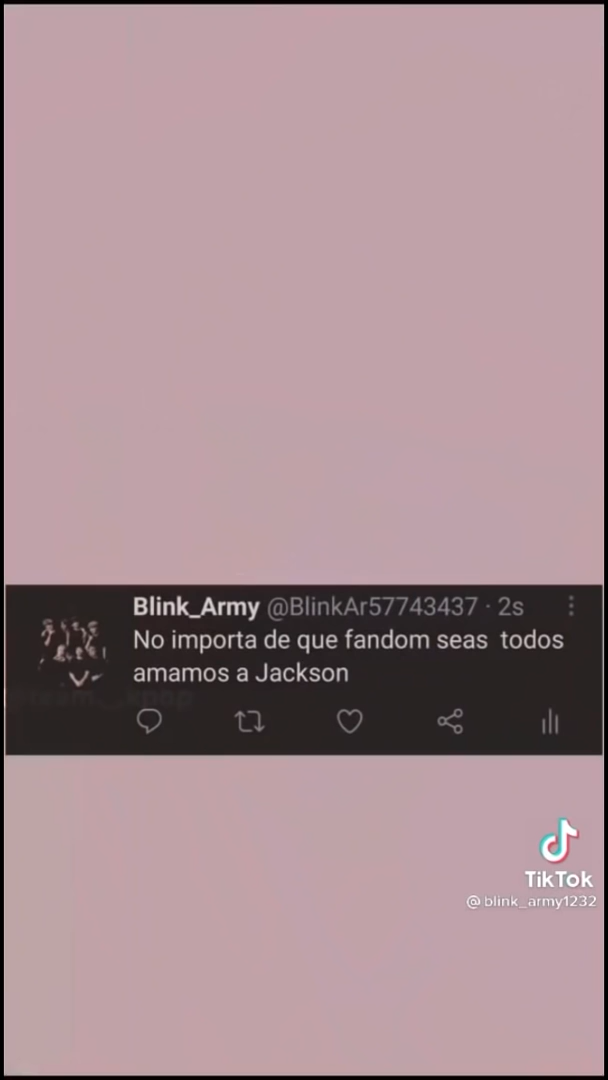 Blink_Army @BlinkAr57743437 · 2s
No importa de que fandom seas todos
amamos a Jackson
TikTok
@blink_army1232